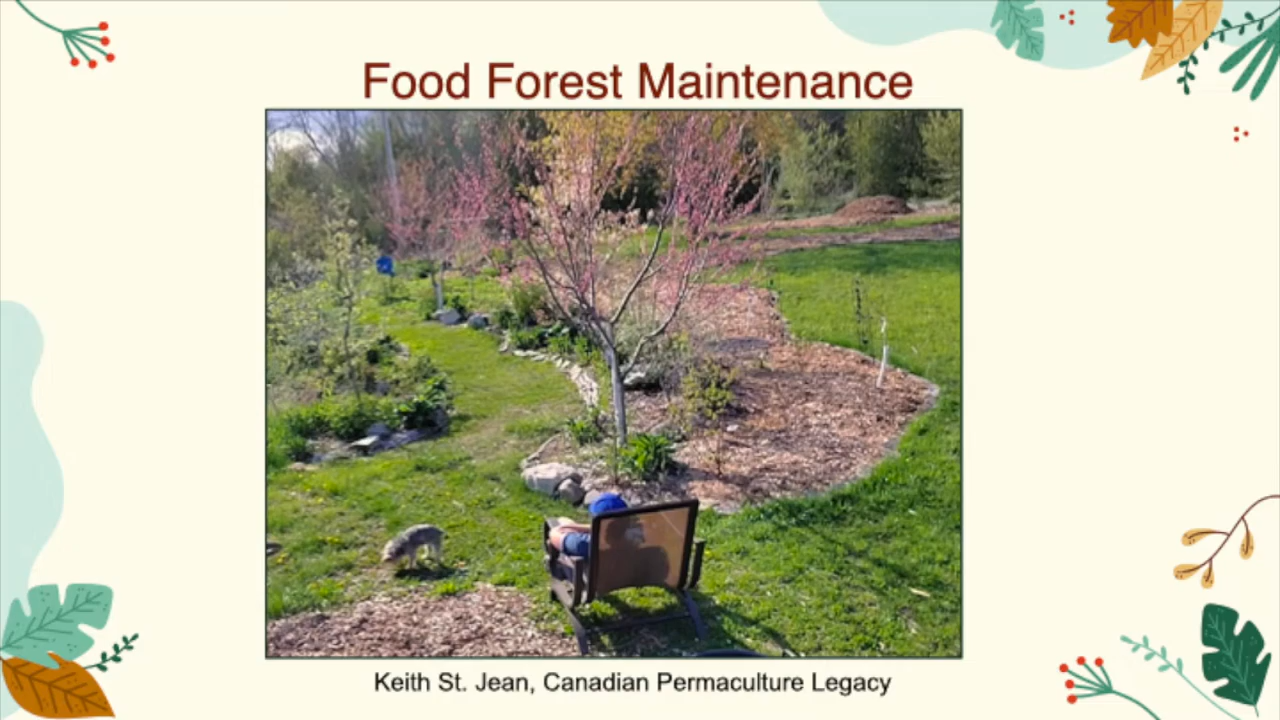 Food Forest Maintenance
Keith St. Jean, Canadian Permaculture Legacy